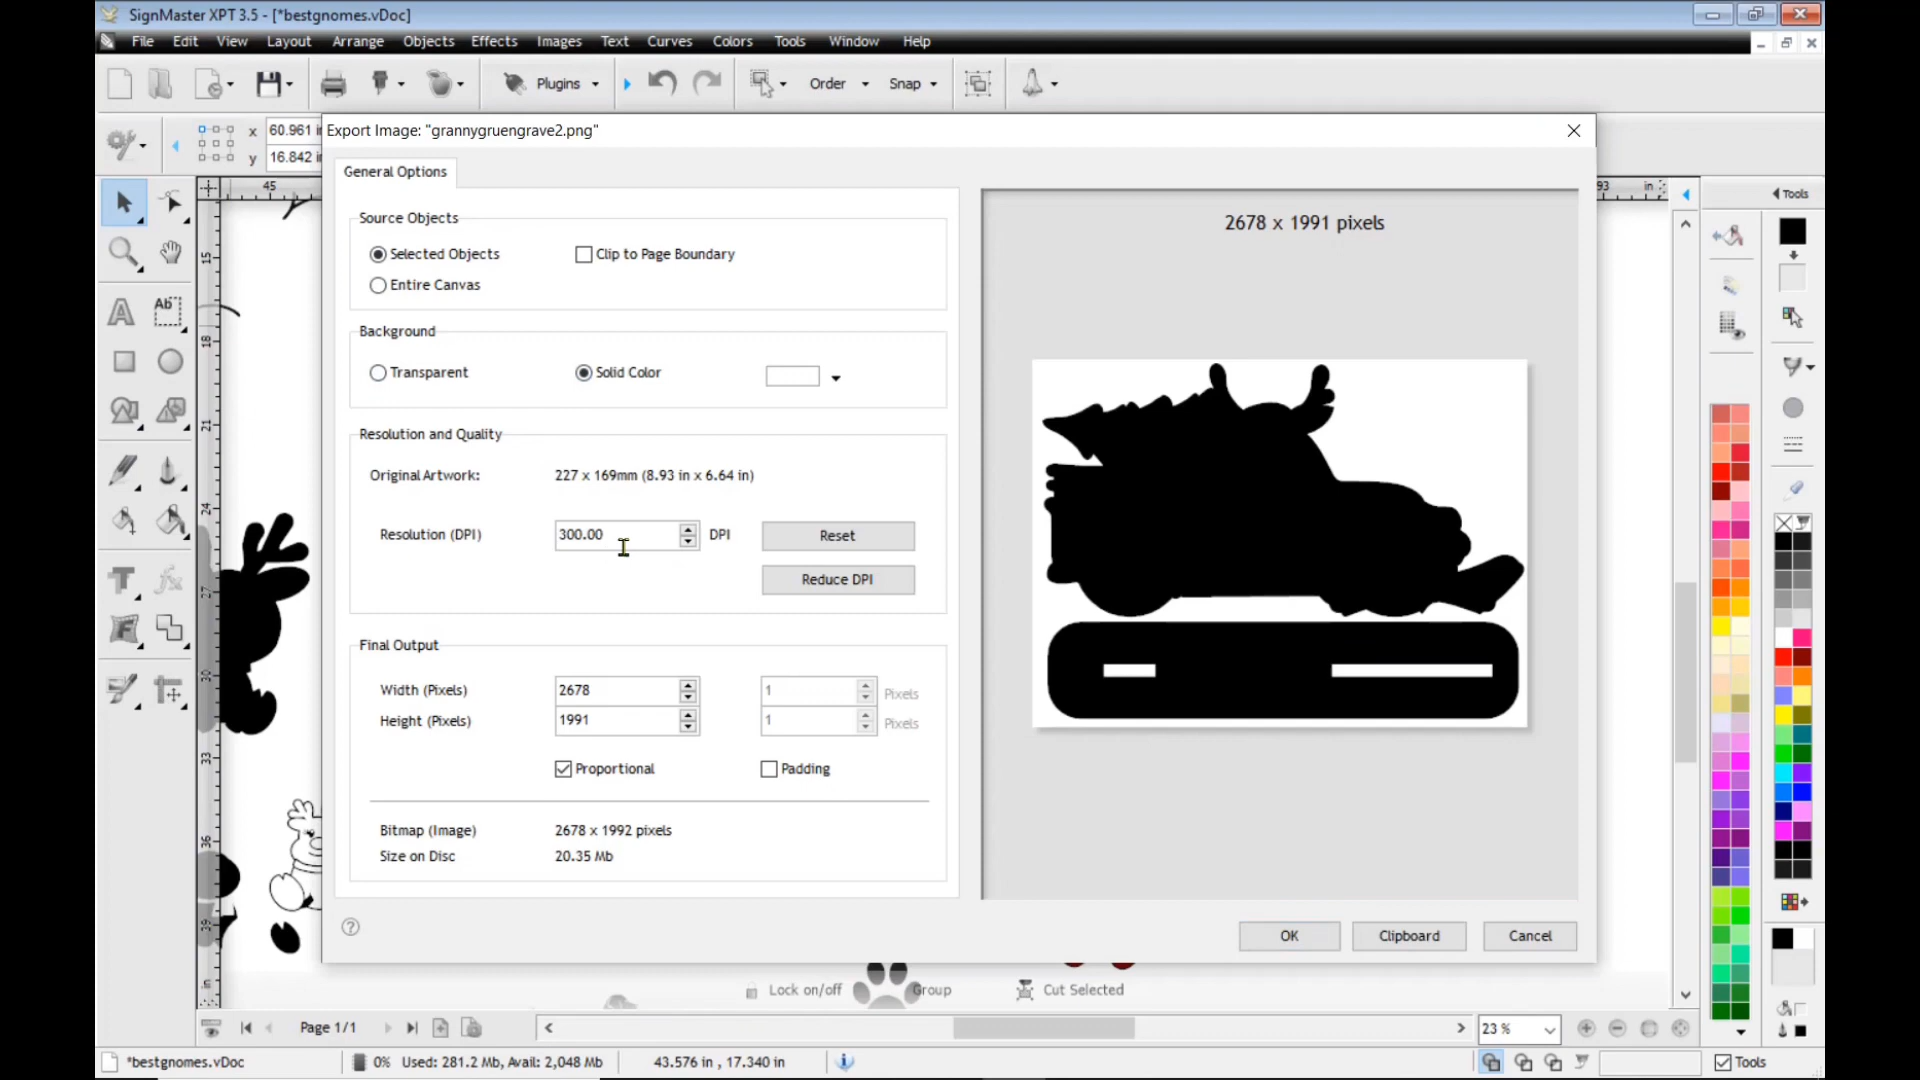 SignMaster XPT 3.5 - [*bestgnomes.vDoc]
File Edit View Layout Arrange Objects Effects Images Text Curves Colors Tools Window Help
Plugins Order Snap
x 60.961 i
y 16.842 i
Export Image: "grannygruengrave2.png"
General Options
Source Objects
Selected Objects Clip to Page Boundary
Entire Canvas
Background
Transparent Solid Color
Resolution and Quality
Original Artwork: 227 x 169mm (8.93 in x 6.64 in)
Resolution (DPI) 300.00 DPI Reset
Reduce DPI
Final Output
Width (Pixels) 2678 1 Pixels
Height (Pixels) 1991 1 Pixels
Proportional Padding
Bitmap (Image) 2678 x 1992 pixels
Size on Disc 20.35 Mb
2678 x 1991 pixels
OK Clipboard Cancel
45
93 in
Tools
15
18
21
24
27
30
33
36
39
in
Ab
Lock on/off Group Cut Selected
Page 1/1
23 %
*bestgnomes.vDoc 0% Used: 281.2 Mb, Avail: 2,048 Mb 43.576 in , 17.340 in Tools